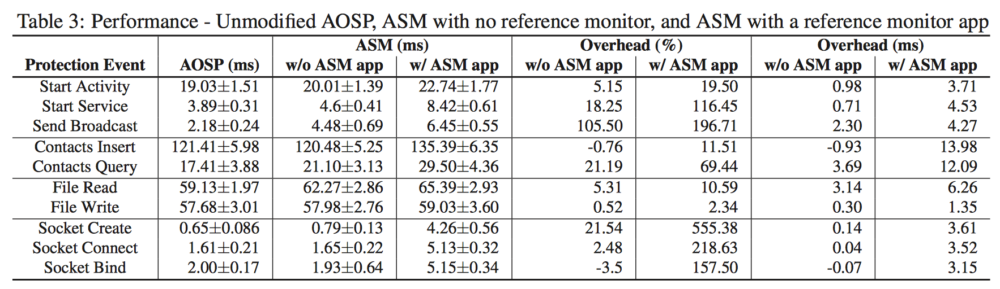 Table 3: Performance - Unmodified AOSP, ASM with no reference monitor, and ASM with a reference monitor app
ASM (ms) Overhead (%) Overhead (ms)
Protection Event AOSP (ms) w/o ASM app w/ ASM app w/o ASM app w/ ASM app w/o ASM app w/ ASM app
Start Activity 19.03±1.51 20.01±1.39 22.74±1.77 5.15 19.50 0.98 3.71
Start Service 3.89±0.31 4.6±0.41 8.42±0.61 18.25 116.45 0.71 4.53
Send Broadcast 2.18±0.24 4.48±0.69 6.45±0.55 105.50 196.71 2.30 4.27
Contacts Insert 121.41±5.98 120.48±5.25 135.39±6.35 -0.76 11.51 -0.93 13.98
Contacts Query 17.41±3.88 21.10±3.13 29.50±4.36 21.19 69.44 3.69 12.09
File Read 59.13±1.97 62.27±2.86 65.39±2.93 5.31 10.59 3.14 6.26
File Write 57.68±3.01 57.98±2.76 59.03±3.60 0.52 2.34 0.30 1.35
Socket Create 0.65±0.086 0.79±0.13 4.26±0.56 21.54 555.38 0.14 3.61
Socket Connect 1.61±0.21 1.65±0.22 5.13±0.32 2.48 218.63 0.04 3.52
Socket Bind 2.00±0.17 1.93±0.64 5.15±0.34 -3.5 157.50 -0.07 3.15